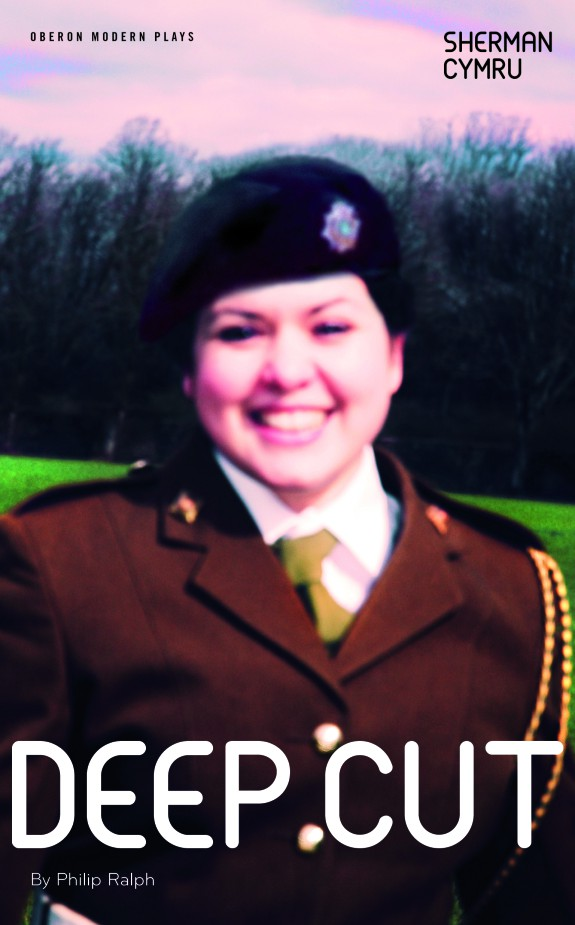 OBERON MODERN PLAYS
SHERMAN
CYMRU
DEEP CUT
By Philip Ralph